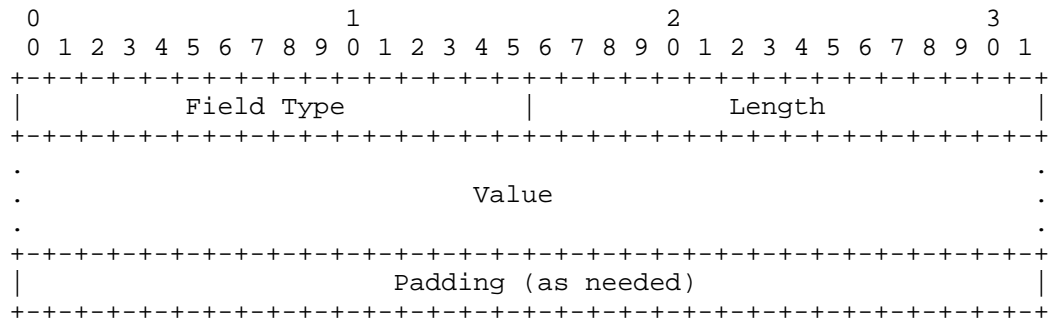 0                   1                   2                   3
 0 1 2 3 4 5 6 7 8 9 0 1 2 3 4 5 6 7 8 9 0 1 2 3 4 5 6 7 8 9 0 1
+-+-+-+-+-+-+-+-+-+-+-+-+-+-+-+-+-+-+-+-+-+-+-+-+-+-+-+-+-+-+-+-+
|          Field Type           |            Length             |
+-+-+-+-+-+-+-+-+-+-+-+-+-+-+-+-+-+-+-+-+-+-+-+-+-+-+-+-+-+-+-+-+
.                                                               .
.                            Value                              .
.                                                               .
+-+-+-+-+-+-+-+-+-+-+-+-+-+-+-+-+-+-+-+-+-+-+-+-+-+-+-+-+-+-+-+-+
|                       Padding (as needed)                     |
+-+-+-+-+-+-+-+-+-+-+-+-+-+-+-+-+-+-+-+-+-+-+-+-+-+-+-+-+-+-+-+-+